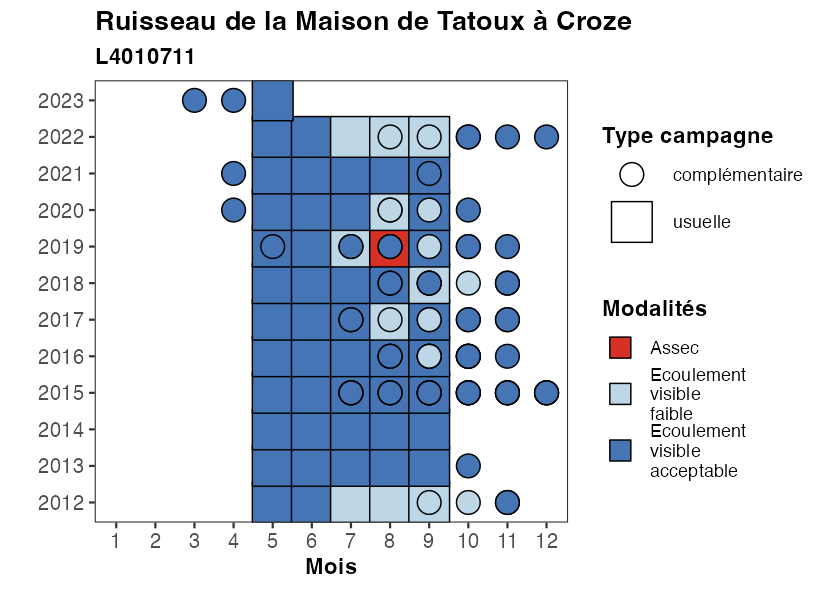 Ruisseau de la Maison de Tatoux à Croze
L4010711
2023
2022
2021
2020
2019
2018
2017
2016
2015
2014
2013
2012
1 2 3 4 5 6 7 8 9 10 11 12
Mois
Type campagne
complémentaire
usuelle
Modalités
Assec
Ecoulement
visible
faible
Ecoulement
visible
acceptable